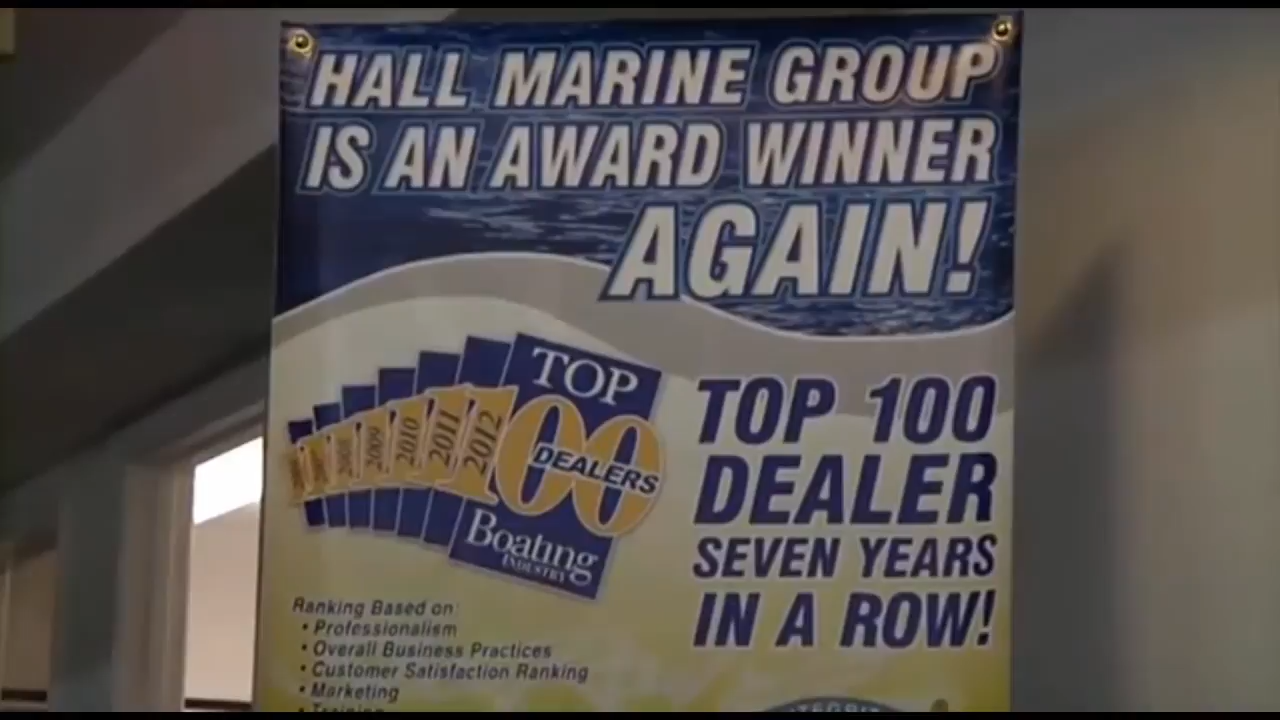 HALL MARINE GROUP
IS AN AWARD WINNER
AGAIN!
TOP
100
DEALERS
2009
2010
2011
2012
Boating
INDUSTRY
TOP 100
DEALER
SEVEN YEARS
IN A ROW!
Ranking Based on:
• Professionalism
• Overall Business Practices
• Customer Satisfaction Ranking
• Marketing